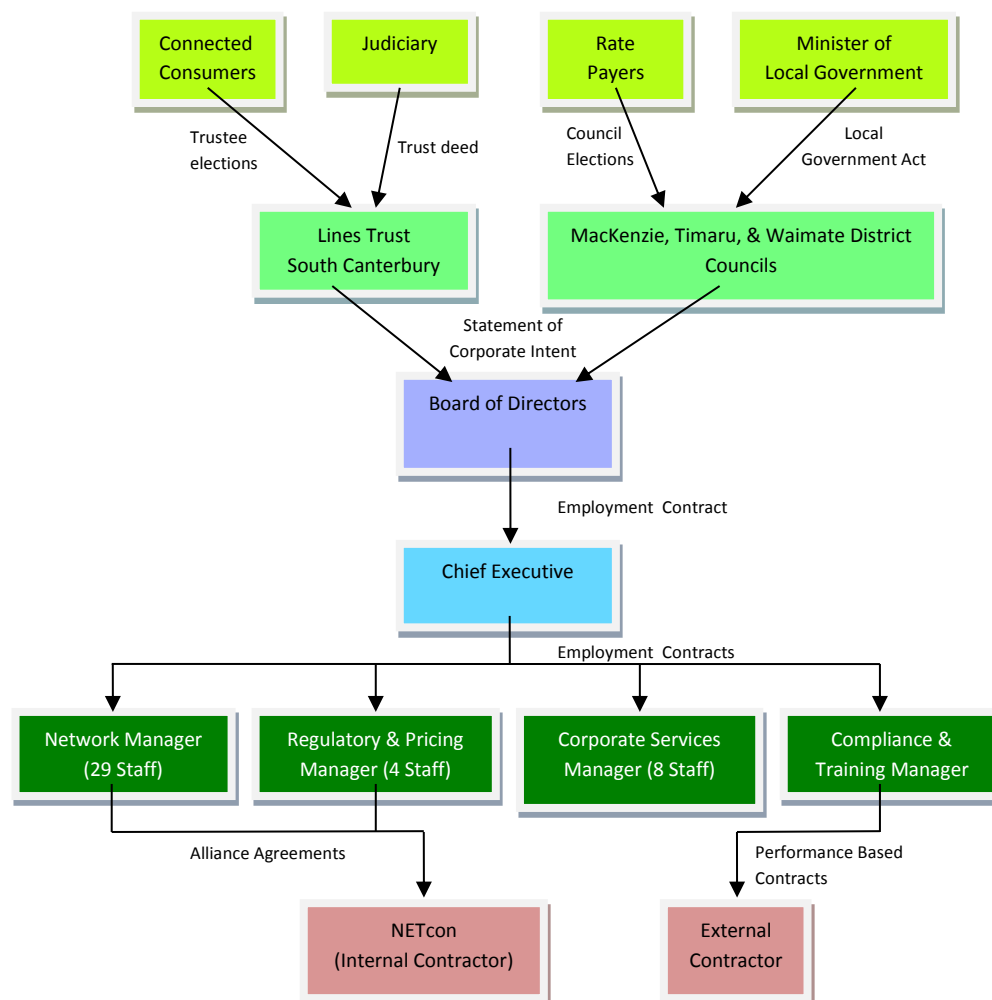 Connected
Consumers
Judiciary
Rate
Payers
Minister of
Local Government
Trustee
elections
Trust deed
Council
Elections
Local
Government Act
Lines Trust
South Canterbury
MacKenzie, Timaru, & Waimate District
Councils
Statement of
Corporate Intent
Board of Directors
Employment Contract
Chief Executive
Employment Contracts
Network Manager
(29 Staff)
Regulatory & Pricing
Manager (4 Staff)
Corporate Services
Manager (8 Staff)
Compliance &
Training Manager
Alliance Agreements
Performance Based
Contracts
NETcon
(Internal Contractor)
External
Contractor